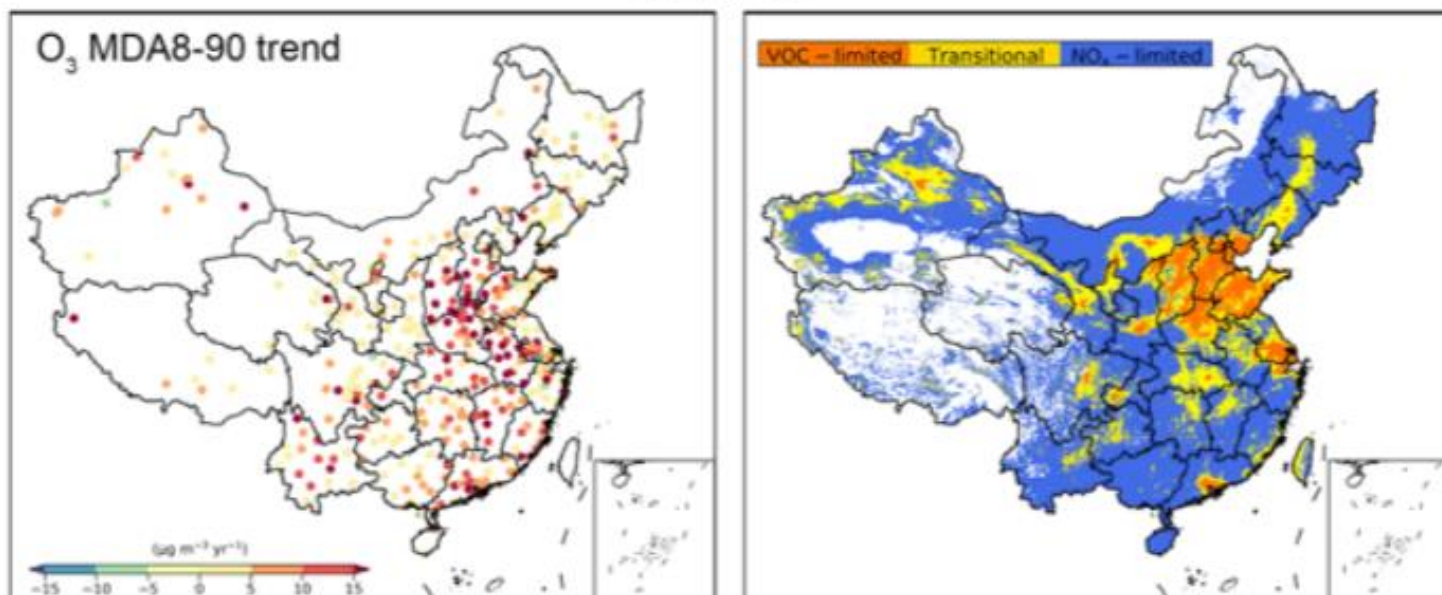 O₃ MDA8-90 trend
VOC − limited Transitional NOₓ − limited
(μg m⁻³ yr⁻¹)
−15 −10 −5 0 5 10 15